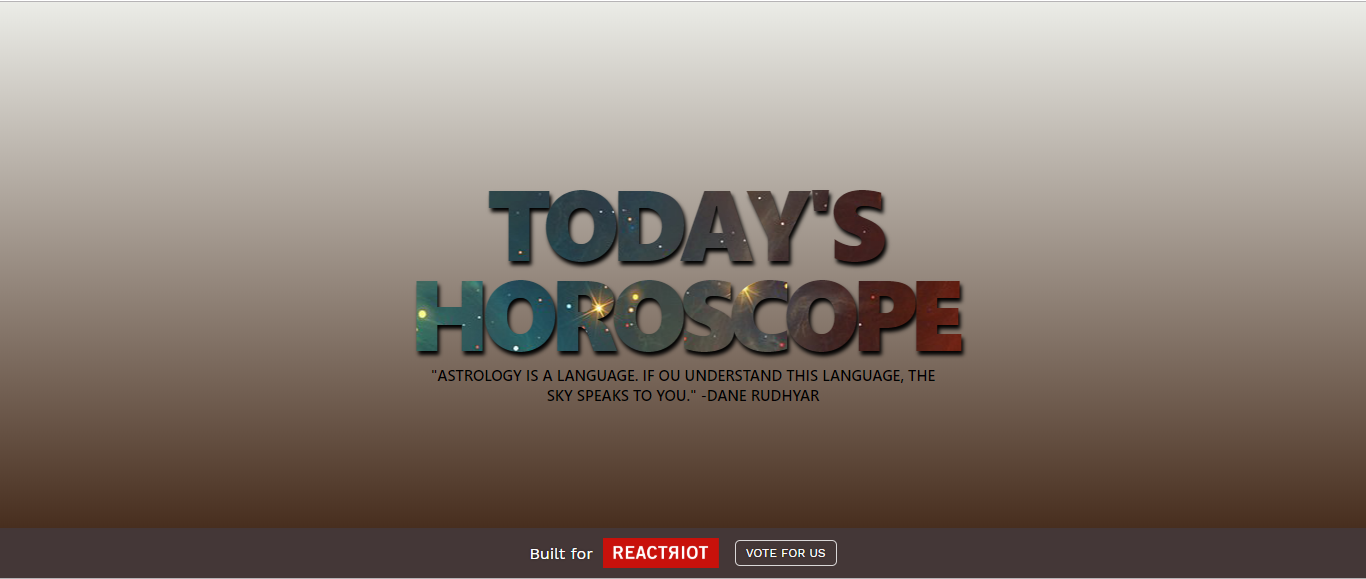 TODAY'S
HOROSCOPE
"ASTROLOGY IS A LANGUAGE. IF OU UNDERSTAND THIS LANGUAGE, THE
SKY SPEAKS TO YOU." -DANE RUDHYAR
Built for REACTЯIOT VOTE FOR US